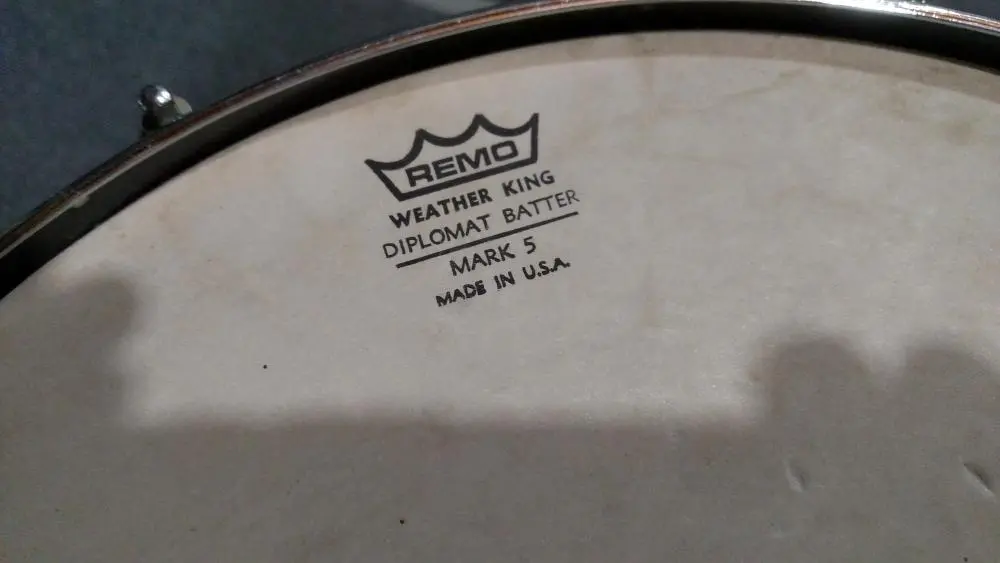 REMO
WEATHER KING
DIPLOMAT BATTER
MARK 5
MADE IN U.S.A.